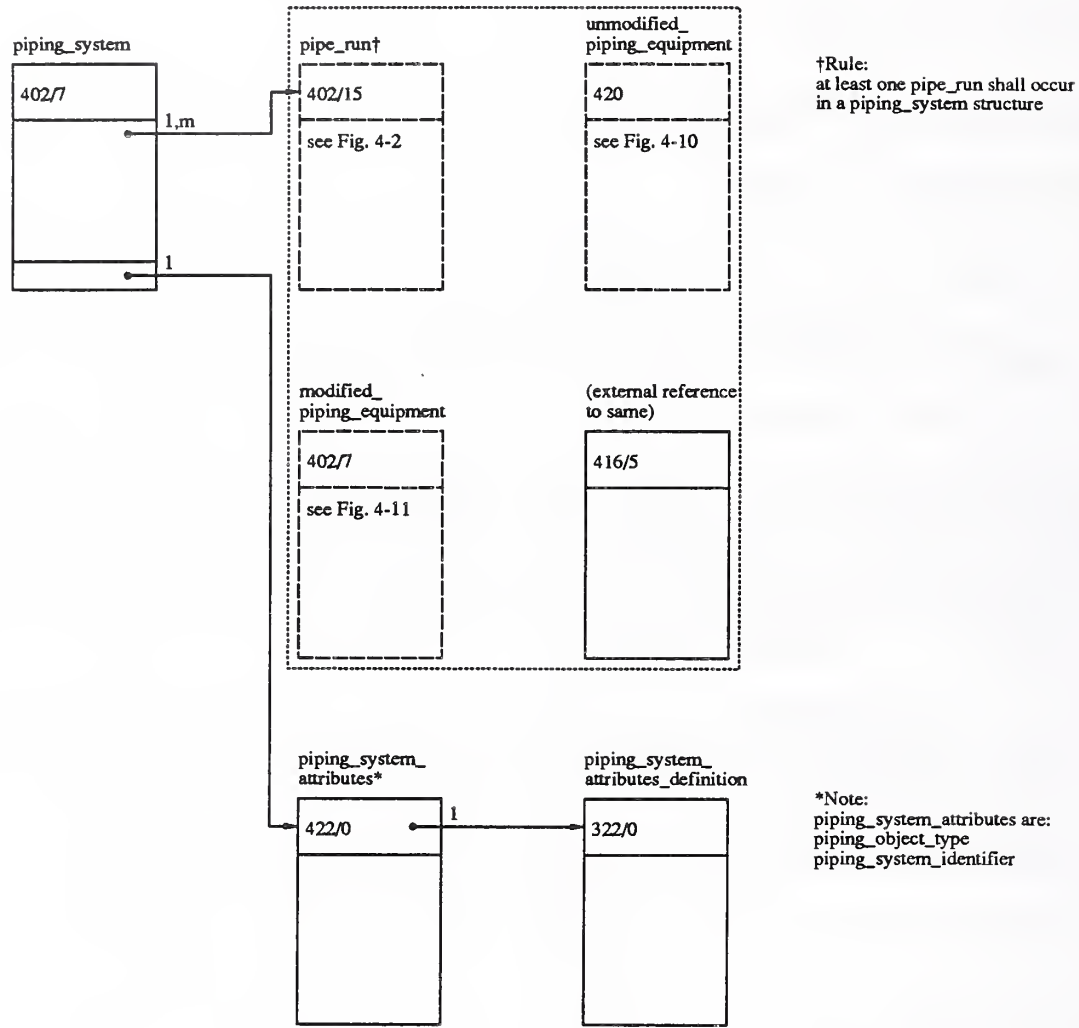 piping_system
402/7
1,m
1
pipe_run†
402/15
see Fig. 4-2
unmodified_
piping_equipment
420
see Fig. 4-10
†Rule:
at least one pipe_run shall occur
in a piping_system structure
modified_
piping_equipment
402/7
see Fig. 4-11
(external reference
to same)
416/5
piping_system_
attributes*
422/0
1
piping_system_
attributes_definition
322/0
*Note:
piping_system_attributes are:
piping_object_type
piping_system_identifier